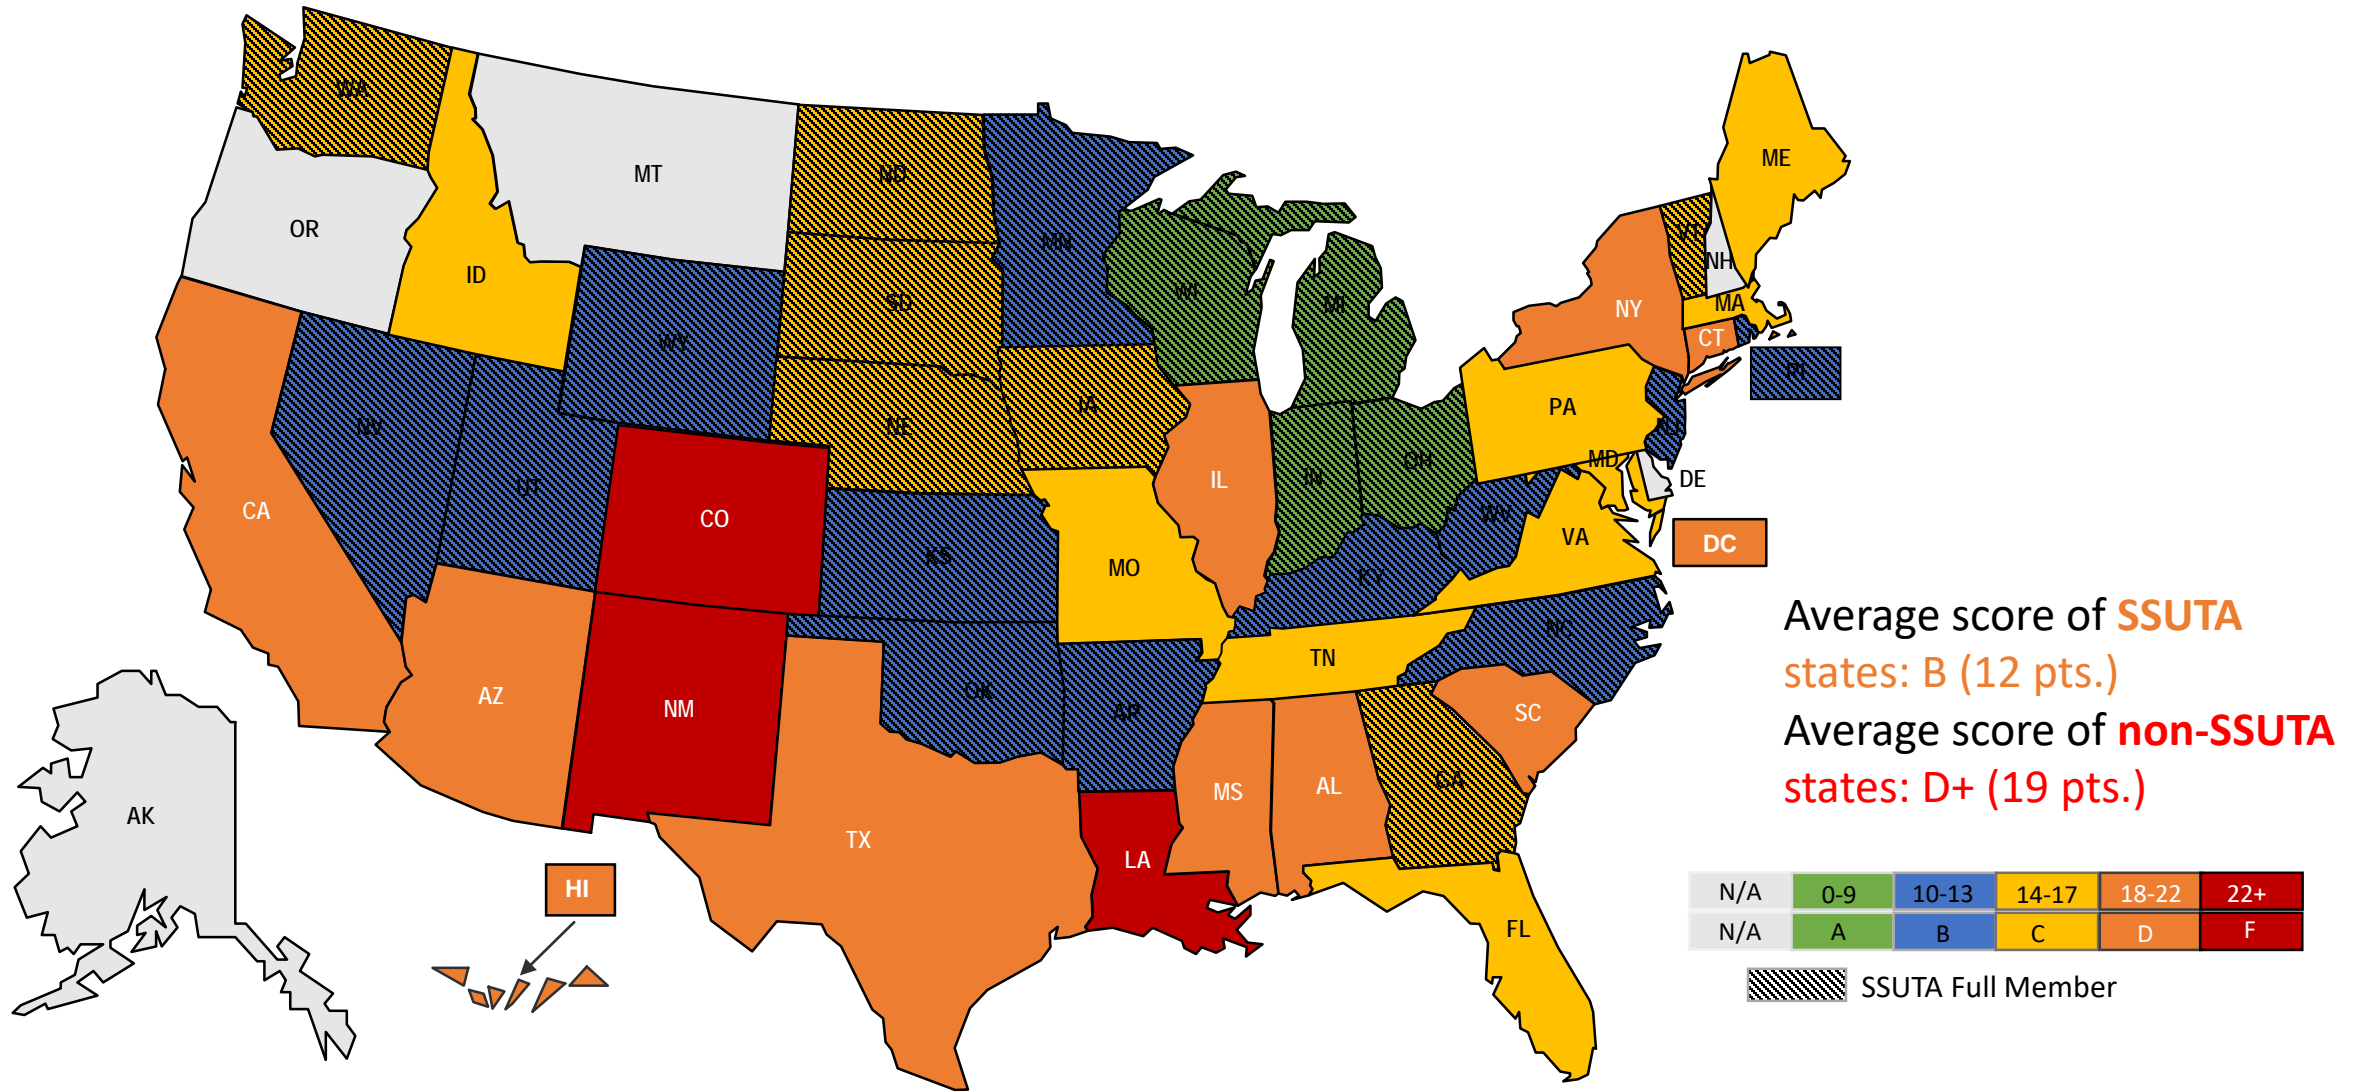 WA
MT
ND
MN
ME
OR
ID
SD
WI
MI
VT
NH
NY
MA
CT
RI
WY
NV
UT
NE
IA
PA
NJ
OH
IN
IL
MD
DE
CA
CO
KS
MO
WV
VA
DC
KY
NC
TN
AZ
NM
OK
AR
SC
MS
AL
GA
TX
LA
FL
AK
HI
Average score of SSUTA
states: B (12 pts.)
Average score of non-SSUTA
states: D+ (19 pts.)
N/A 0-9 10-13 14-17 18-22 22+
N/A A B C D F
SSUTA Full Member